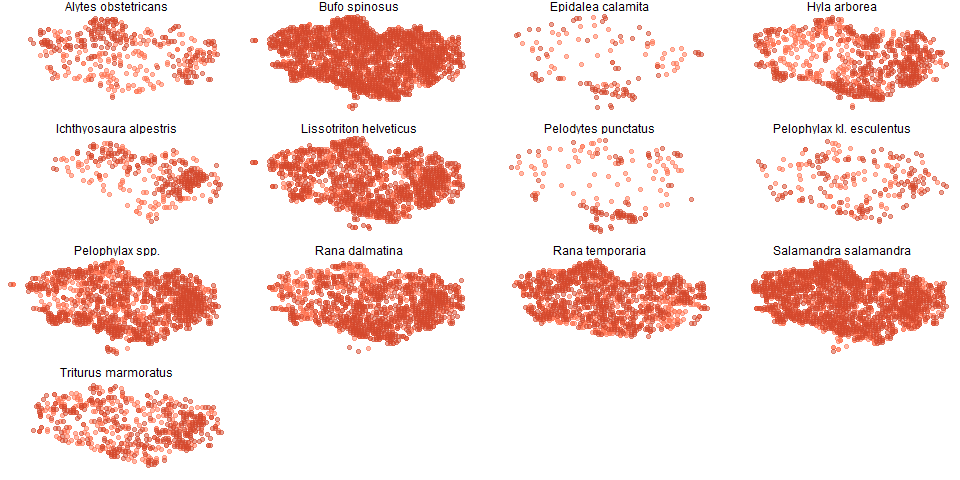 Alytes obstetricans
Bufo spinosus
Epidalea calamita
Hyla arborea
Ichthyosaura alpestris
Lissotriton helveticus
Pelodytes punctatus
Pelophylax kl. esculentus
Pelophylax spp.
Rana dalmatina
Rana temporaria
Salamandra salamandra
Triturus marmoratus